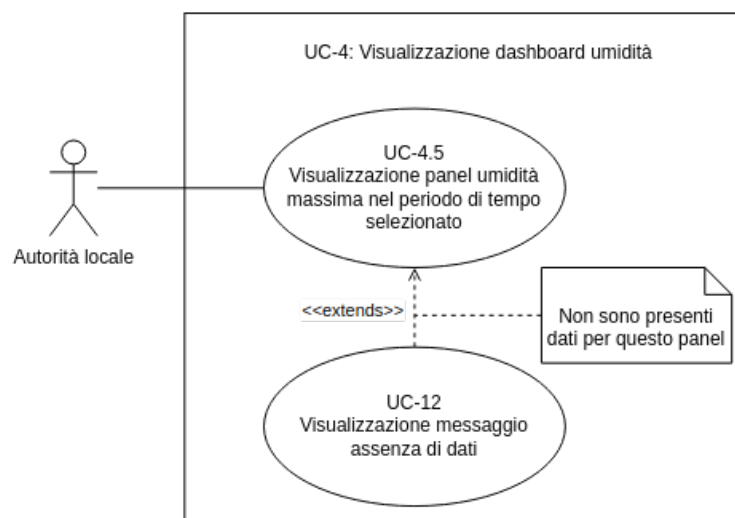 UC-4: Visualizzazione dashboard umidità
UC-4.5
Visualizzazione panel umidità
massima nel periodo di tempo
selezionato
Autorità locale
<<extends>>
Non sono presenti
dati per questo panel
UC-12
Visualizzazione messaggio
assenza di dati